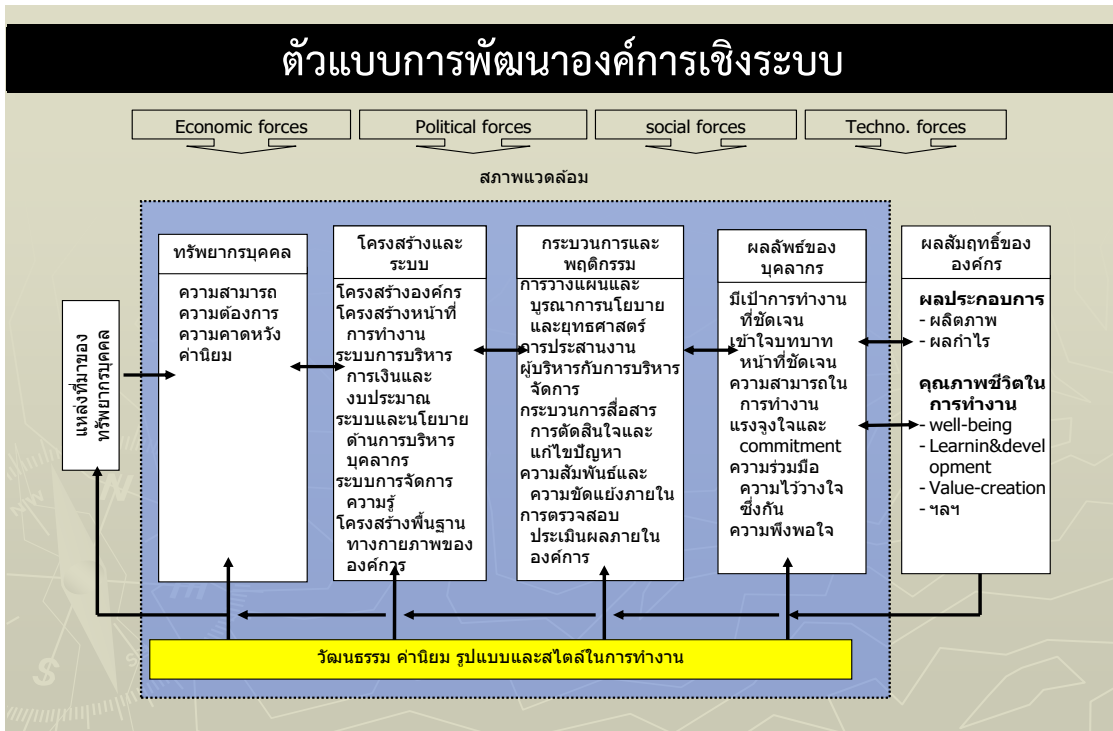 ตัวแบบการพัฒนาองค์การเชิงระบบ
Economic forces
Political forces
social forces
Techno. forces
สภาพแวดล้อม
แหล่งที่มาของ
ทรัพยากรบุคคล
ทรัพยากรบุคคล
ความสามารถ
ความต้องการ
ความคาดหวัง
ค่านิยม
โครงสร้างและ
ระบบ
โครงสร้างองค์กร
โครงสร้างหน้าที่
การทำงาน
ระบบการบริหาร
การเงินและ
งบประมาณ
ระบบและนโยบาย
ด้านการบริหาร
บุคลากร
ระบบการจัดการ
ความรู้
โครงสร้างพื้นฐาน
ทางกายภาพของ
องค์การ
กระบวนการและ
พฤติกรรม
การวางแผนและ
บูรณาการนโยบาย
และยุทธศาสตร์
การประสานงาน
ผู้บริหารกับการบริหาร
จัดการ
กระบวนการสื่อสาร
การตัดสินใจและ
แก้ไขปัญหา
ความสัมพันธ์และ
ความขัดแย้งภายใน
การตรวจสอบ
ประเมินผลภายใน
องค์การ
ผลลัพธ์ของ
บุคลากร
มีเป้าการทำงาน
ที่ชัดเจน
เข้าใจบทบาท
หน้าที่ชัดเจน
ความสามารถใน
การทำงาน
แรงจูงใจและ
commitment
ความร่วมมือ
ความไว้วางใจ
ซึ่งกัน
ความพึงพอใจ
ผลสัมฤทธิ์ของ
องค์กร
ผลประกอบการ
- ผลิตภาพ
- ผลกำไร
คุณภาพชีวิตใน
การทำงาน
- well-being
- Learnin&devel
opment
- Value-creation
- ฯลฯ
วัฒนธรรม ค่านิยม รูปแบบและสไตล์ในการทำงาน
NW
N
S